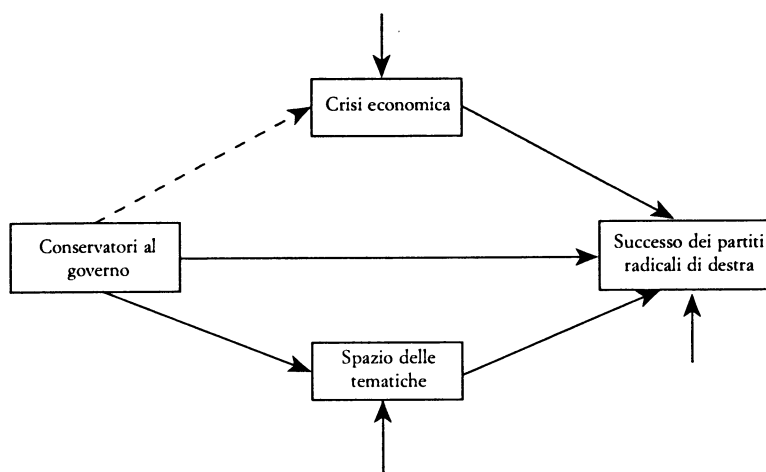 Crisi economica
Conservatori al
governo
Successo dei partiti
radicali di destra
Spazio delle
tematiche